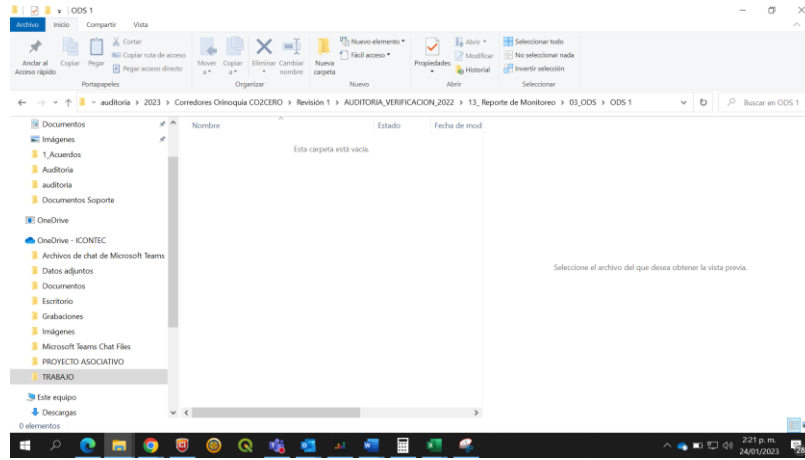 ODS 1
Archivo Inicio Compartir Vista
Anclar al Acceso rápido
Copiar
Pegar
Cortar
Copiar ruta de acceso
Pegar acceso directo
Portapapeles
Mover a
Copiar a
Eliminar
Cambiar nombre
Organizar
Nueva carpeta
Nuevo elemento
Fácil acceso
Nuevo
Propiedades
Abrir
Modificar
Historial
Abrir
Seleccionar todo
No seleccionar nada
Invertir selección
Seleccionar
auditoria > 2023 > Corredores Orinoquia CO2CERO > Revisión 1 > AUDITORIA_VERIFICACION_2022 > 13_ Reporte de Monitoreo > 03_ODS > ODS 1
Buscar en ODS 1
Documentos
Imágenes
1_Acuerdos
Auditoria
auditoria
Documentos Soporte
OneDrive
OneDrive - ICONTEC
Archivos de chat de Microsoft Teams
Datos adjuntos
Documentos
Escritorio
Grabaciones
Imágenes
Microsoft Teams Chat Files
PROYECTO ASOCIATIVO
TRABAJO
Este equipo
Descargas
Nombre Estado Fecha de mod
Esta carpeta está vacía.
Seleccione el archivo del que desea obtener la vista previa.
0 elementos
2:21 p. m.
24/01/2023
28